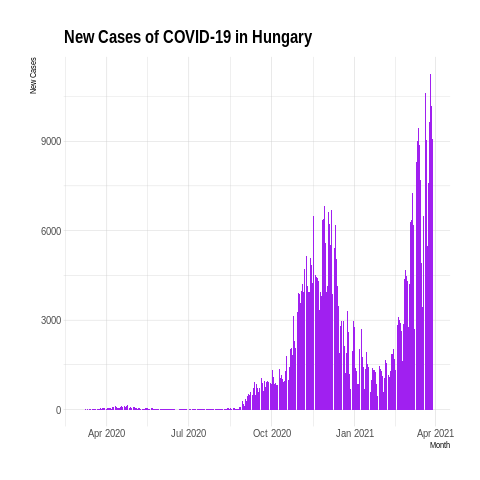 New Cases of COVID-19 in Hungary
New Cases
9000
6000
3000
0
Apr 2020 Jul 2020 Oct 2020 Jan 2021 Apr 2021
Month